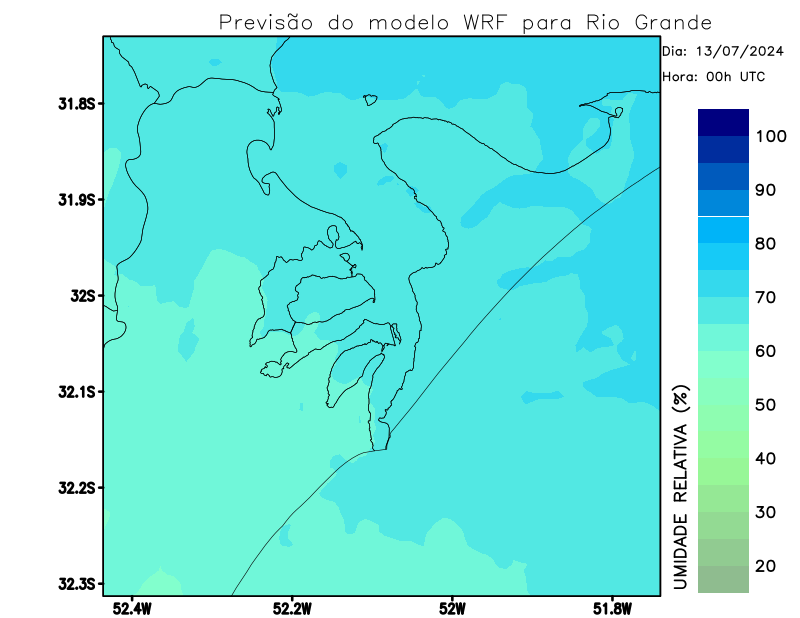 Previsão do modelo WRF para Rio Grande
Dia: 13/07/2024
Hora: 00h UTC
31.8S
31.9S
32S
32.1S
32.2S
32.3S
52.4W
52.2W
52W
51.8W
100
90
80
70
60
50
40
30
20
UMIDADE RELATIVA (%)